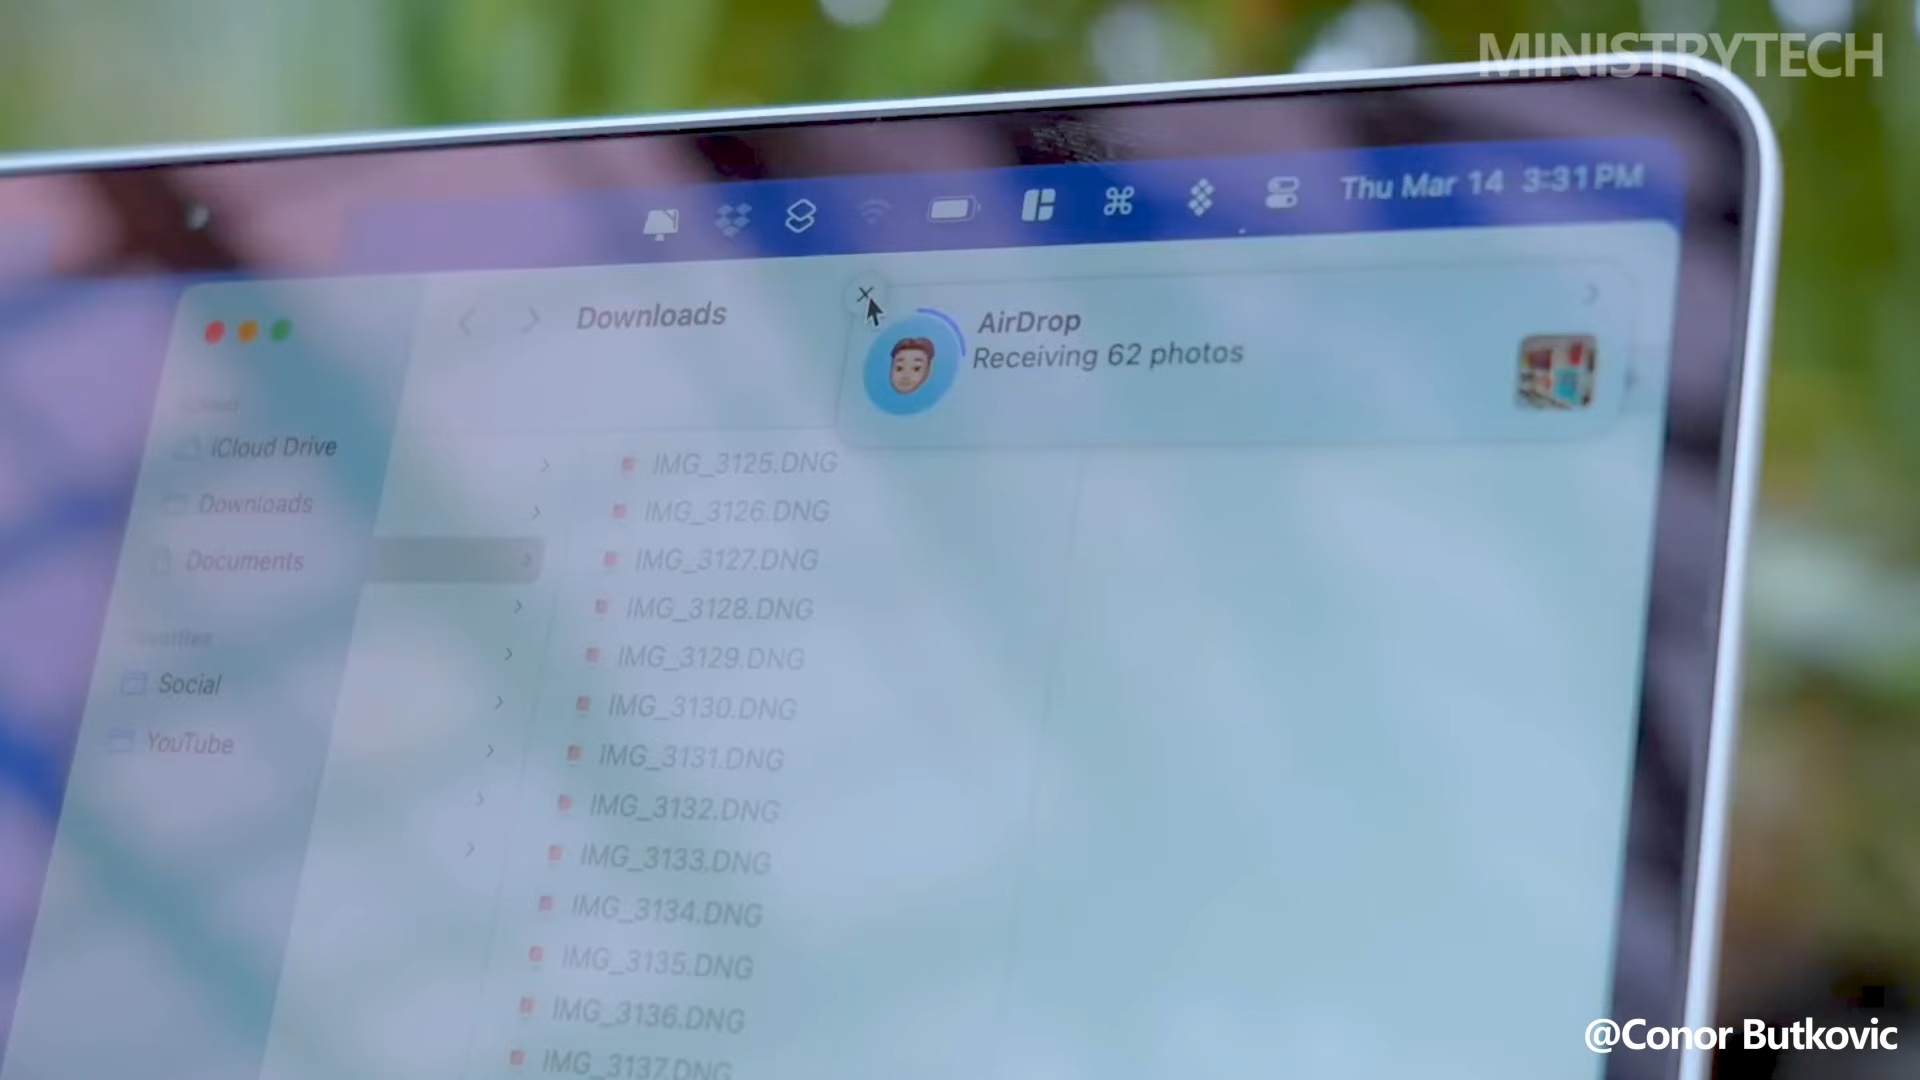 MINISTRYTECH
Thu Mar 14 3:31 PM
Downloads
AirDrop
Receiving 62 photos
iCloud
iCloud Drive
Downloads
Documents
Favorites
Social
YouTube
IMG_3125.DNG
IMG_3126.DNG
IMG_3127.DNG
IMG_3128.DNG
IMG_3129.DNG
IMG_3130.DNG
IMG_3131.DNG
IMG_3132.DNG
IMG_3133.DNG
IMG_3134.DNG
IMG_3135.DNG
IMG_3136.DNG
IMG_3137.DNG
@Conor Butkovic